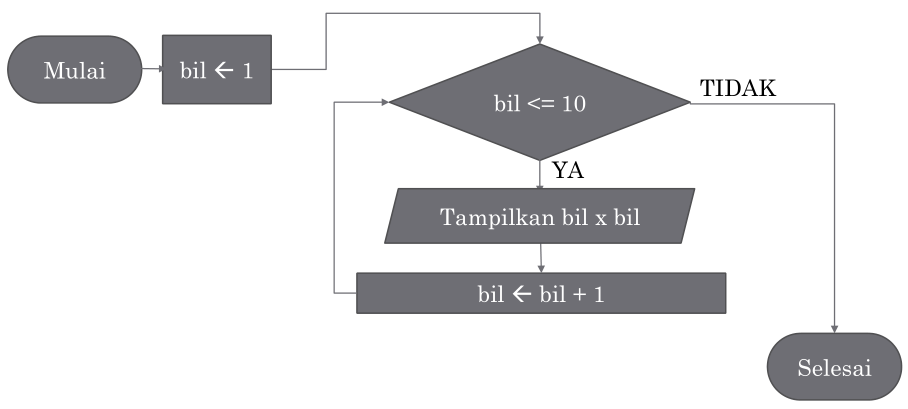 Mulai
bil ← 1
bil <= 10
TIDAK
YA
Tampilkan bil x bil
bil ← bil + 1
Selesai